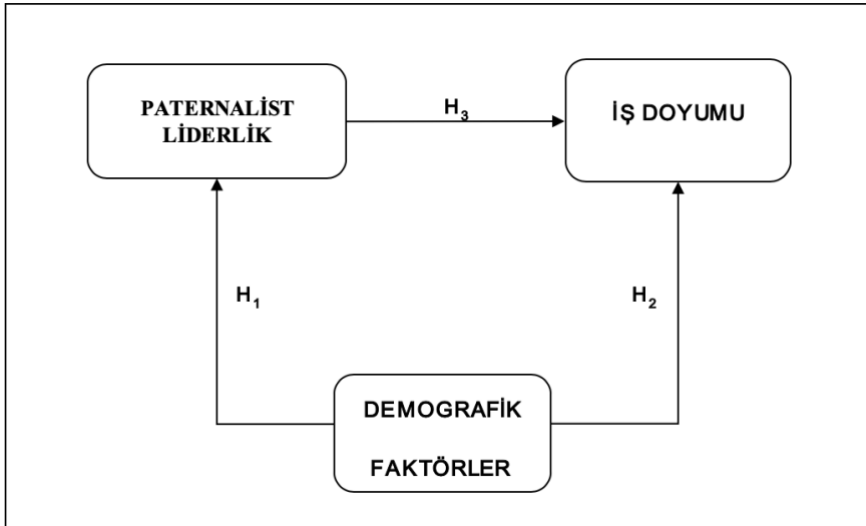 PATERNALİST
LİDERLİK
H₃
İŞ DOYUMU
H₁
H₂
DEMOGRAFİK
FAKTÖRLER